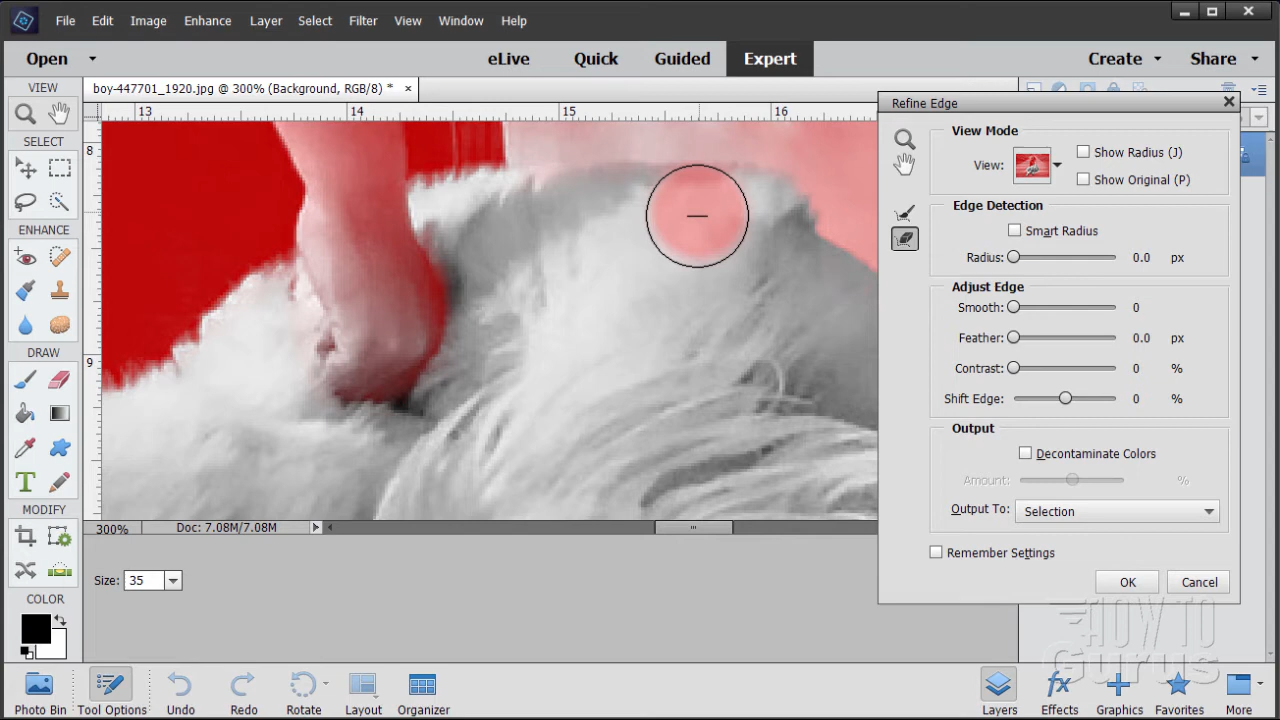 File Edit Image Enhance Layer Select Filter View Window Help
Open eLive Quick Guided Expert Create Share
VIEW
boy-447701_1920.jpg @ 300% (Background, RGB/8) * ×
13 14 15 16
8
9
SELECT
ENHANCE
DRAW
T
MODIFY
COLOR
Refine Edge
View Mode
View:
Show Radius (J)
Show Original (P)
Edge Detection
Smart Radius
Radius: 0.0 px
Adjust Edge
Smooth: 0
Feather: 0.0 px
Contrast: 0 %
Shift Edge: 0 %
Output
Decontaminate Colors
Amount: %
Output To: Selection
Remember Settings
OK Cancel
300% Doc: 7.08M/7.08M
Size: 35
HOW TO
Gurus
Photo Bin Tool Options Undo Redo Rotate Layout Organizer Layers fx Effects Graphics Favorites More